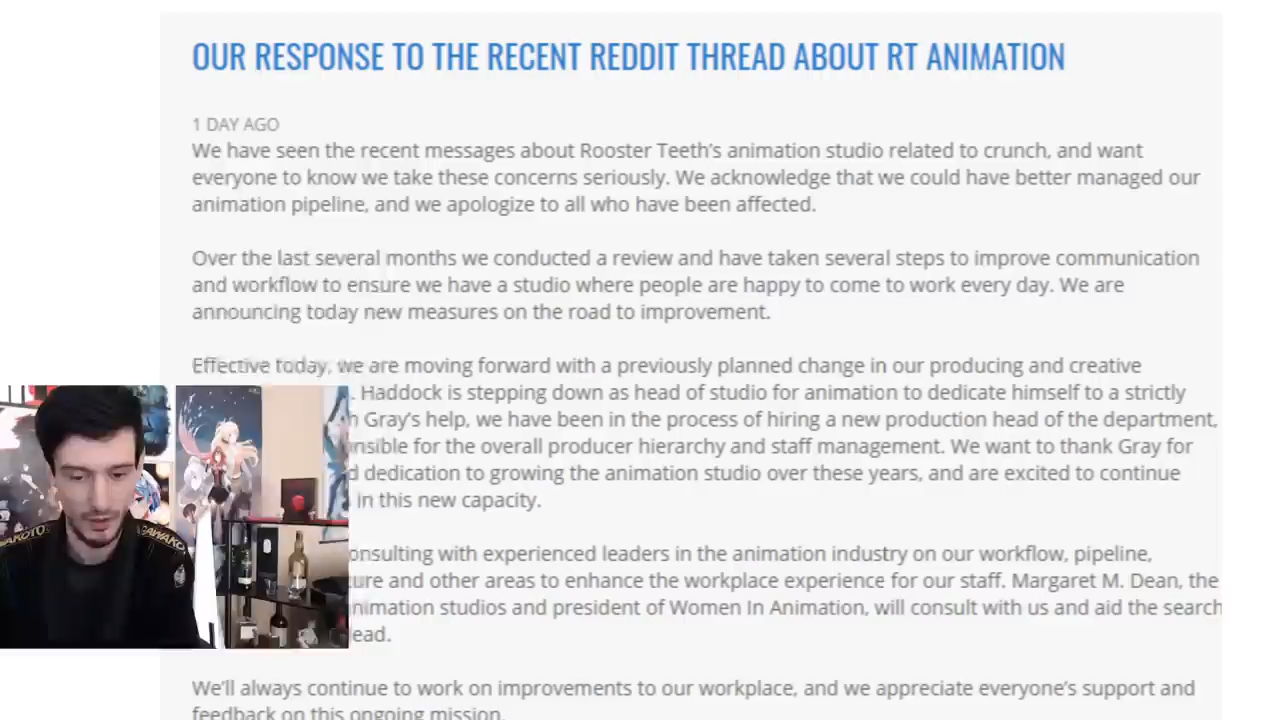 OUR RESPONSE TO THE RECENT REDDIT THREAD ABOUT RT ANIMATION
1 DAY AGO
We have seen the recent messages about Rooster Teeth's animation studio related to crunch, and want
everyone to know we take these concerns seriously. We acknowledge that we could have better managed our
animation pipeline, and we apologize to all who have been affected.
Over the last several months we conducted a review and have taken several steps to improve communication
and workflow to ensure we have a studio where people are happy to come to work every day. We are
announcing today new measures on the road to improvement.
Effective today, we are moving forward with a previously planned change in our producing and creative
. Haddock is stepping down as head of studio for animation to dedicate himself to a strictly
Gray's help, we have been in the process of hiring a new production head of the department,
nsible for the overall producer hierarchy and staff management. We want to thank Gray for
d dedication to growing the animation studio over these years, and are excited to continue
in this new capacity.
onsulting with experienced leaders in the animation industry on our workflow, pipeline,
ure and other areas to enhance the workplace experience for our staff. Margaret M. Dean, the
nimation studios and president of Women In Animation, will consult with us and aid the search
ead.
We'll always continue to work on improvements to our workplace, and we appreciate everyone's support and
feedback on this ongoing mission.